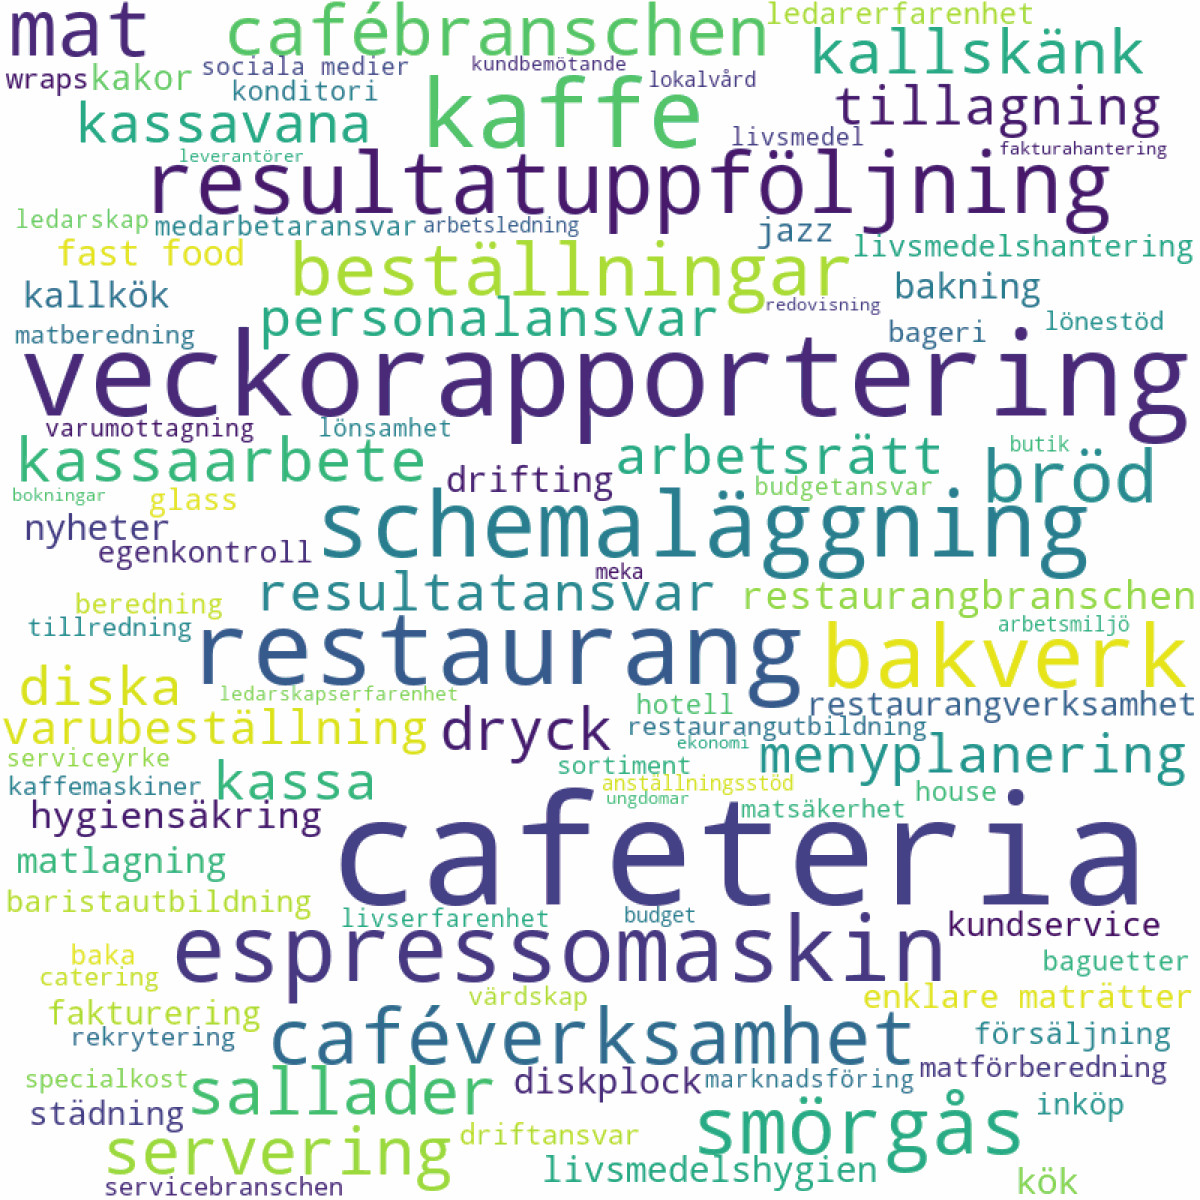 mat
cafébranschen
ledarerfarenhet
wraps
kakor
sociala medier
kundbemötande
lokalvård
kallskänk
konditori
kaffe
tillagning
kassavana
livsmedel
leverantörer
fakturahantering
resultatuppföljning
ledarskap
medarbetaransvar
arbetsledning
jazz
livsmedelshantering
fast food
beställningar
bakning
kallkök
redovisning
personalansvar
matberedning
bageri
lönestöd
veckorapportering
varumottagning
lönsamhet
butik
kassaarbete
drifting
arbetsrätt
bröd
bokningar
glass
budgetansvar
nyheter
schemaläggning
egenkontroll
meka
beredning
resultatansvar
restaurangbranschen
tillredning
arbetsmiljö
restaurang
bakverk
diska
ledarskapserfarenhet
hotell
restaurangverksamhet
varubeställning
dryck
restaurangutbildning
serviceyrke
ekonomi
menyplanering
kaffemaskiner
kassa
sortiment
anställningsstöd
house
ungdomar
matsäkerhet
hygiensäkring
cafeteria
matlagning
baristautbildning
livserfarenhet
budget
kundservice
espressomaskin
baka
catering
baguetter
värdskap
enklare maträtter
fakturering
caféverksamhet
rekrytering
försäljning
matförberedning
specialkost
sallader
diskplock
marknadsföring
städning
smörgås
inköp
servering
driftansvar
livsmedelshygien
servicebranschen
kök